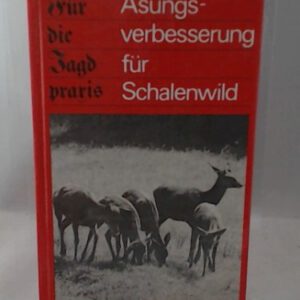 Für
die
Jagd
praxis
Äsungs-
verbesserung
für
Schalenwild